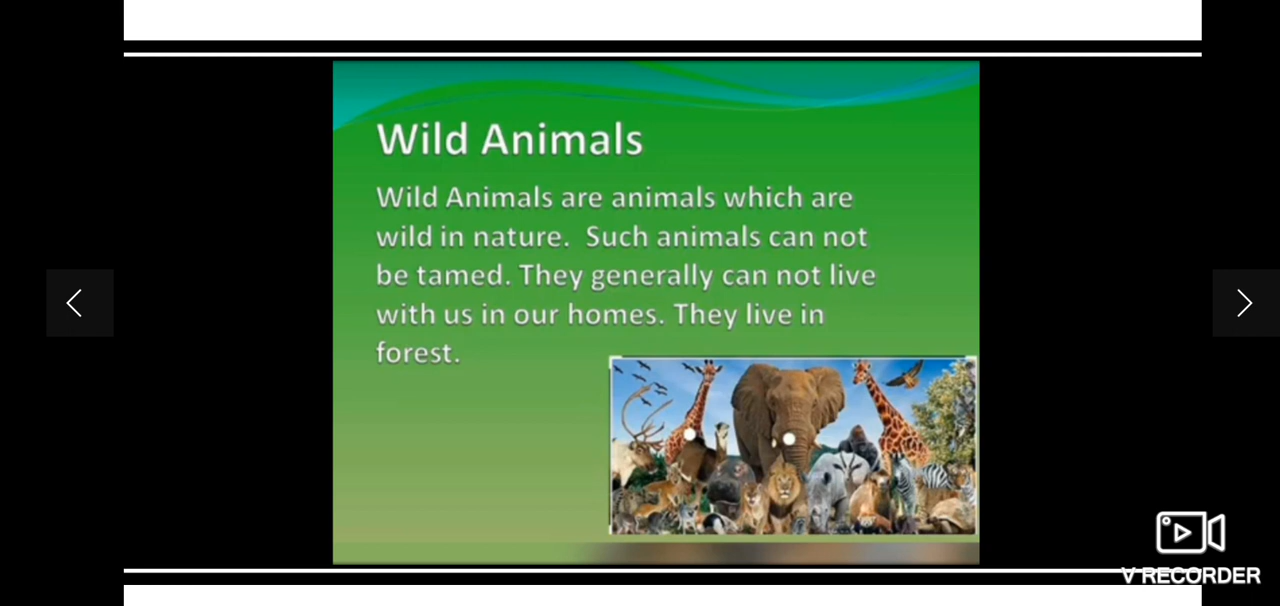 Wild Animals
Wild Animals are animals which are
wild in nature.  Such animals can not
be tamed. They generally can not live
with us in our homes. They live in
forest.
V RECORDER